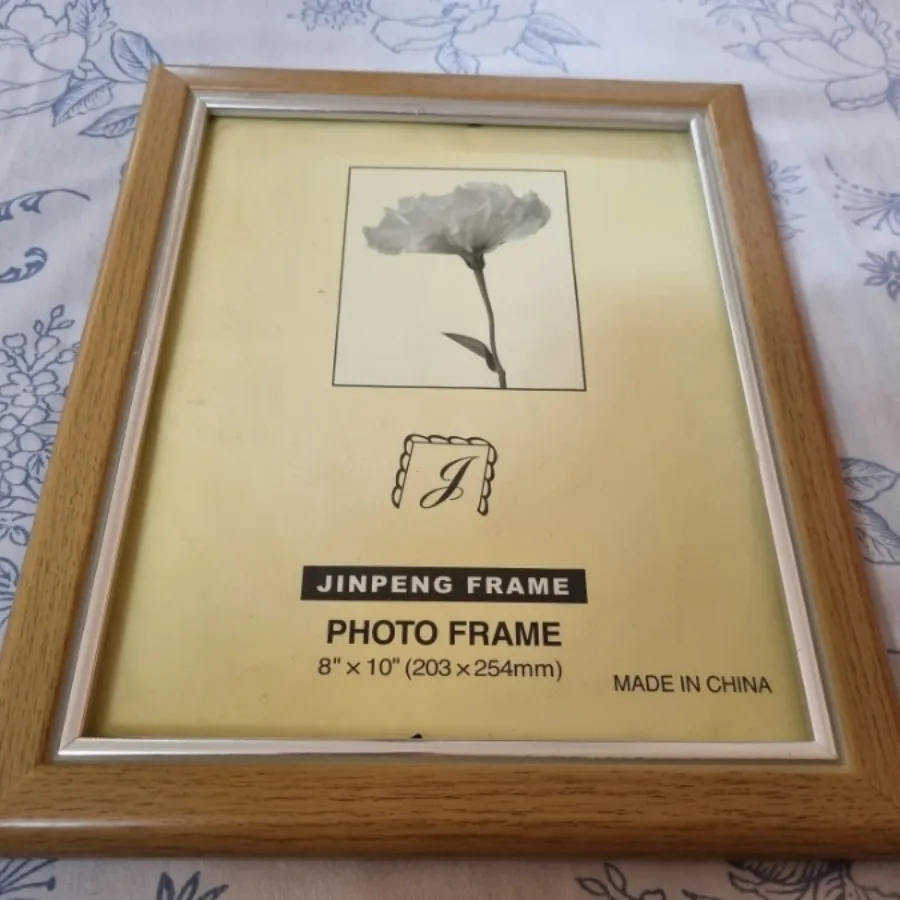 J
JINPENG FRAME
PHOTO FRAME
8" × 10" (203 × 254mm)
MADE IN CHINA